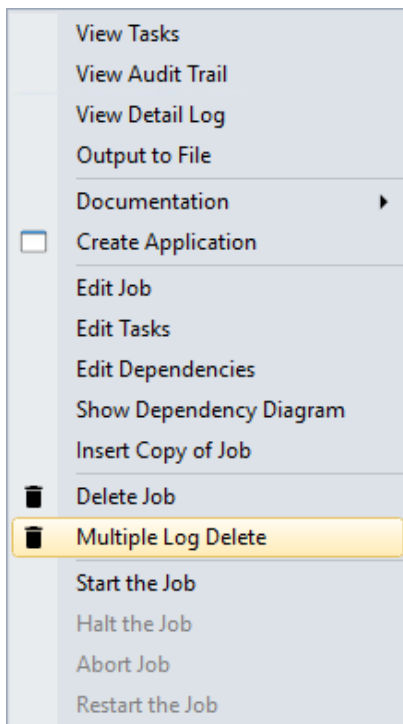 View Tasks
View Audit Trail
View Detail Log
Output to File
Documentation
Create Application
Edit Job
Edit Tasks
Edit Dependencies
Show Dependency Diagram
Insert Copy of Job
Delete Job
Multiple Log Delete
Start the Job
Halt the Job
Abort Job
Restart the Job